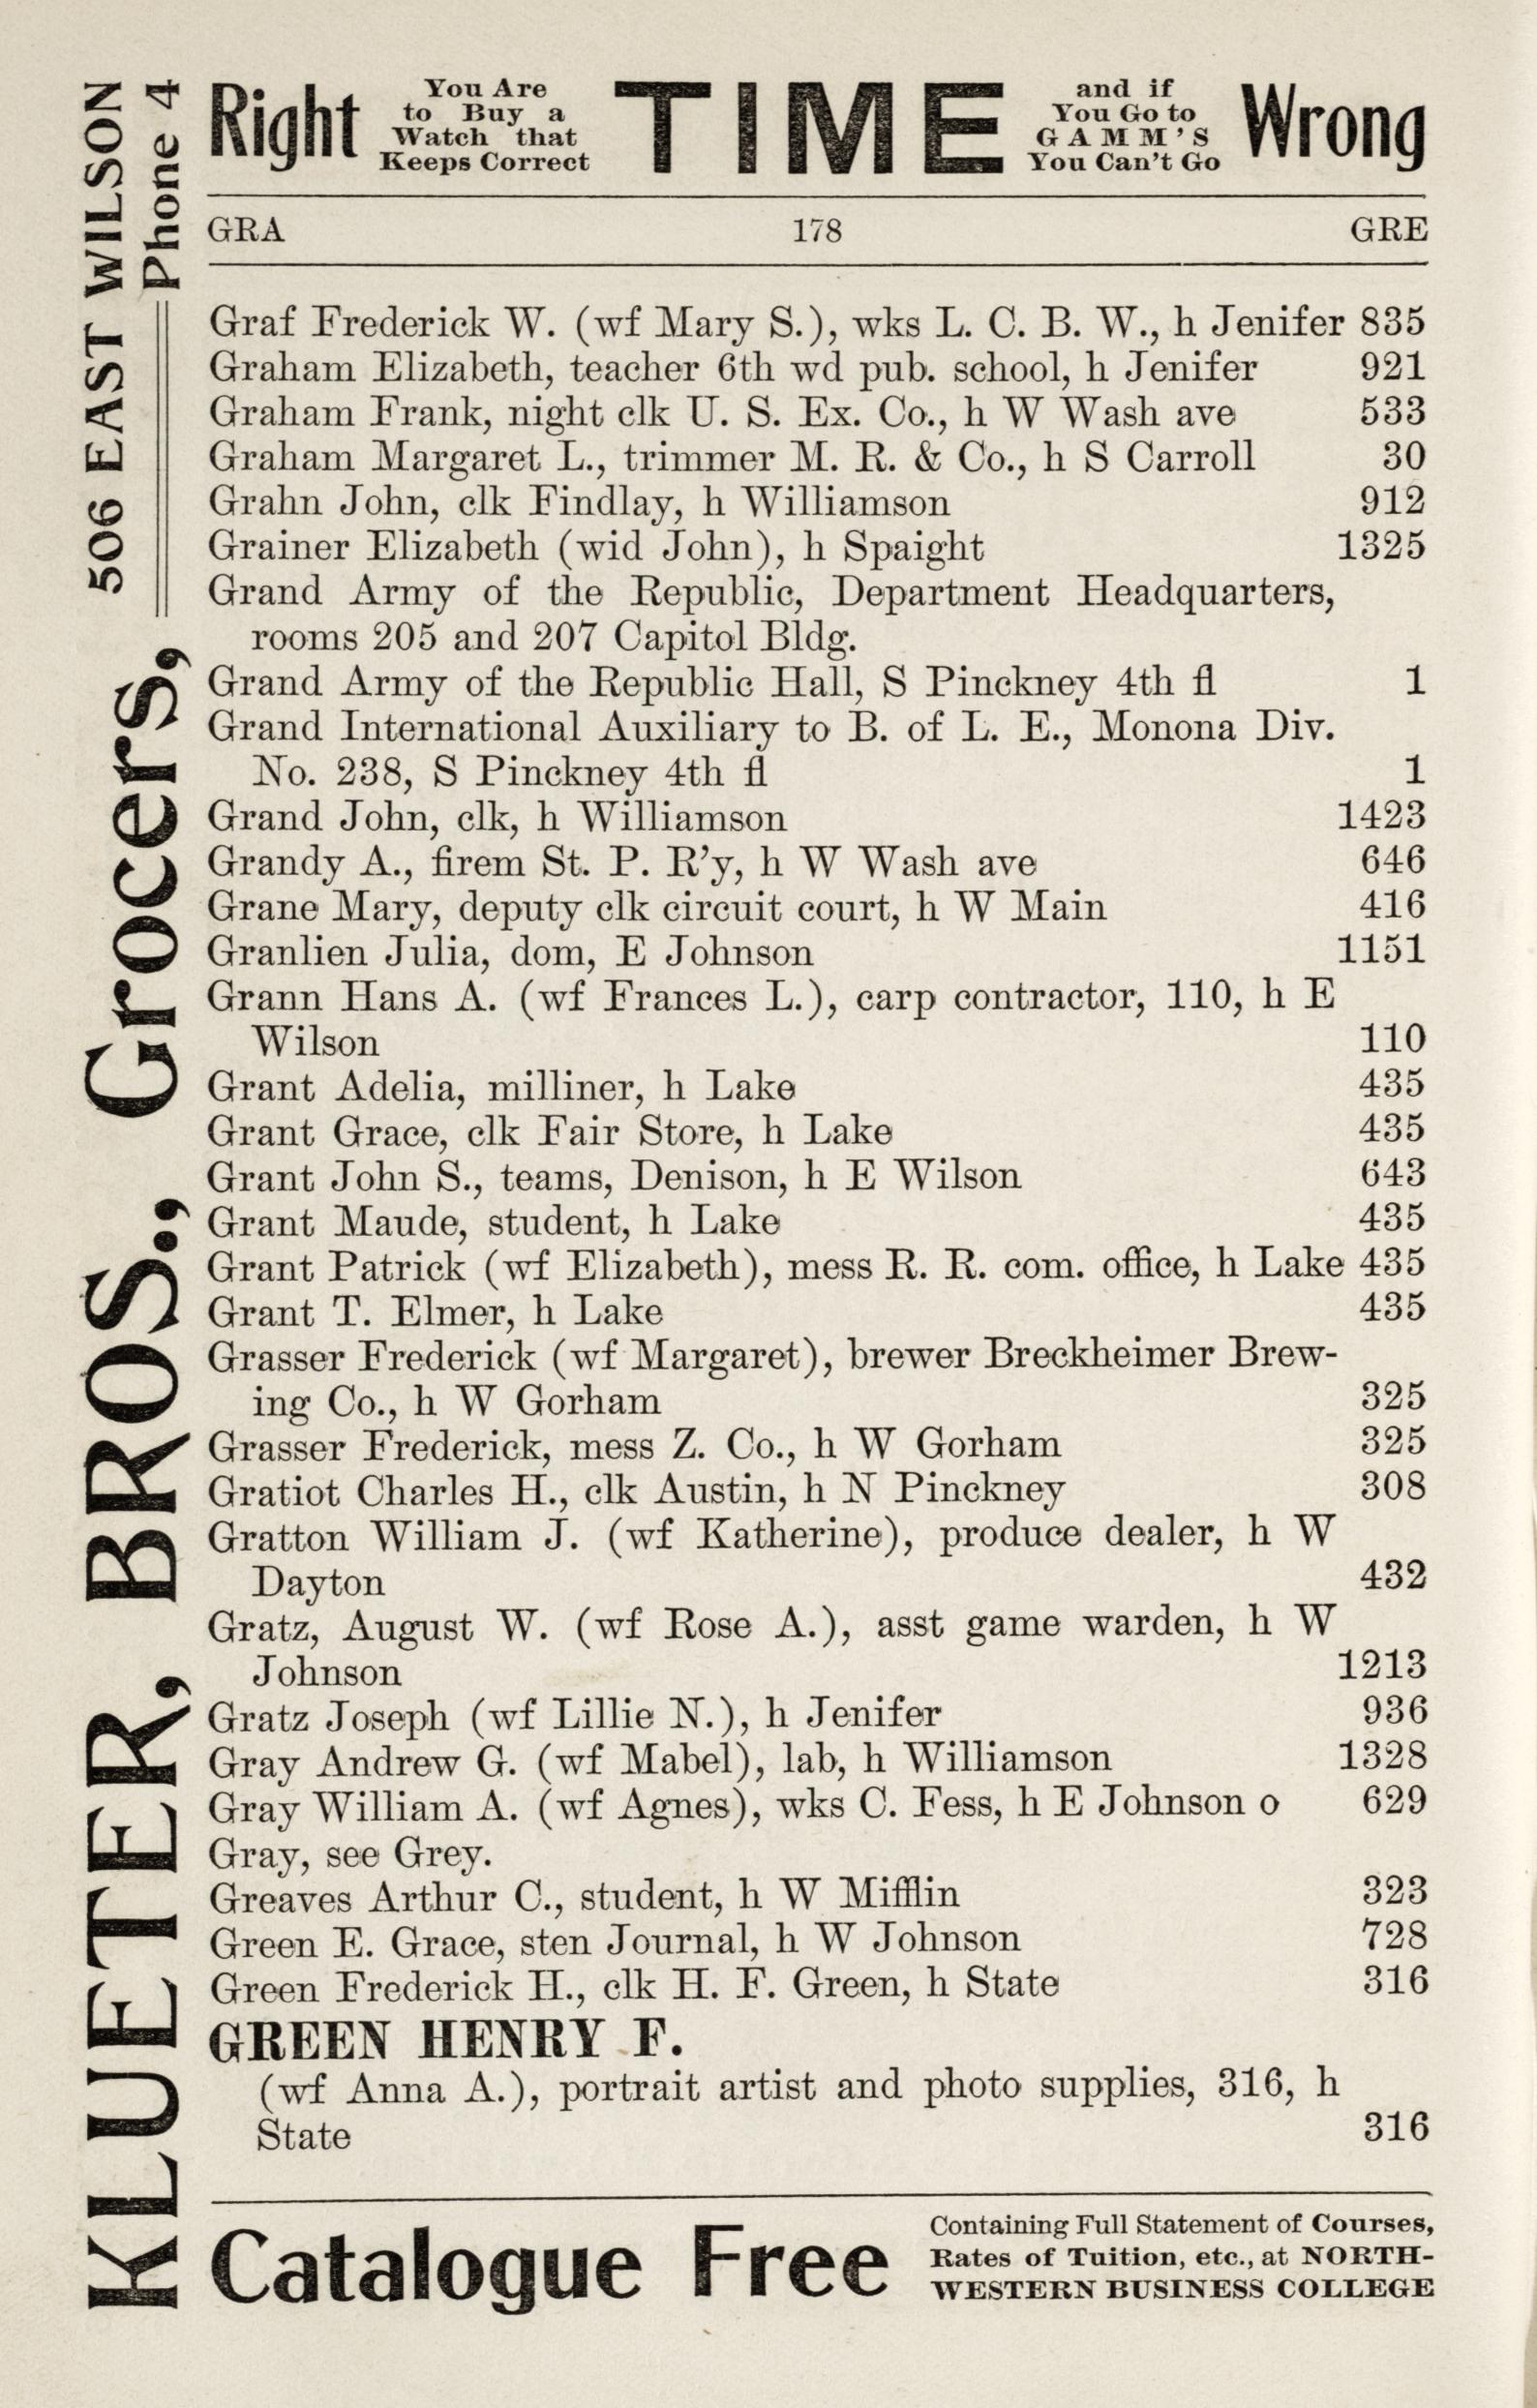 Right You Are to Buy a Watch that Keeps Correct TIME and if You Go to GAMM'S You Can't Go Wrong
GRA 178 GRE
Graf Frederick W. (wf Mary S.), wks L. C. B. W., h Jenifer 835
Graham Elizabeth, teacher 6th wd pub. school, h Jenifer 921
Graham Frank, night clk U. S. Ex. Co., h W Wash ave 533
Graham Margaret L., trimmer M. R. & Co., h S Carroll 30
Grahn John, clk Findlay, h Williamson 912
Grainer Elizabeth (wid John), h Spaight 1325
Grand Army of the Republic, Department Headquarters,
rooms 205 and 207 Capitol Bldg.
Grand Army of the Republic Hall, S Pinckney 4th fl 1
Grand International Auxiliary to B. of L. E., Monona Div.
No. 238, S Pinckney 4th fl 1
Grand John, clk, h Williamson 1423
Grandy A., firem St. P. R'y, h W Wash ave 646
Grane Mary, deputy clk circuit court, h W Main 416
Granlien Julia, dom, E Johnson 1151
Grann Hans A. (wf Frances L.), carp contractor, 110, h E
Wilson 110
Grant Adelia, milliner, h Lake 435
Grant Grace, clk Fair Store, h Lake 435
Grant John S., teams, Denison, h E Wilson 643
Grant Maude, student, h Lake 435
Grant Patrick (wf Elizabeth), mess R. R. com. office, h Lake 435
Grant T. Elmer, h Lake 435
Grasser Frederick (wf Margaret), brewer Breckheimer Brew-
ing Co., h W Gorham 325
Grasser Frederick, mess Z. Co., h W Gorham 325
Gratiot Charles H., clk Austin, h N Pinckney 308
Gratton William J. (wf Katherine), produce dealer, h W
Dayton 432
Gratz, August W. (wf Rose A.), asst game warden, h W
Johnson 1213
Gratz Joseph (wf Lillie N.), h Jenifer 936
Gray Andrew G. (wf Mabel), lab, h Williamson 1328
Gray William A. (wf Agnes), wks C. Fess, h E Johnson o 629
Gray, see Grey.
Greaves Arthur C., student, h W Mifflin 323
Green E. Grace, sten Journal, h W Johnson 728
Green Frederick H., clk H. F. Green, h State 316
GREEN HENRY F.
(wf Anna A.), portrait artist and photo supplies, 316, h
State 316
Catalogue Free Containing Full Statement of Courses,
Rates of Tuition, etc., at NORTH-
WESTERN BUSINESS COLLEGE
KLUETER, BROS., Grocers, 506 EAST WILSON
Phone 4